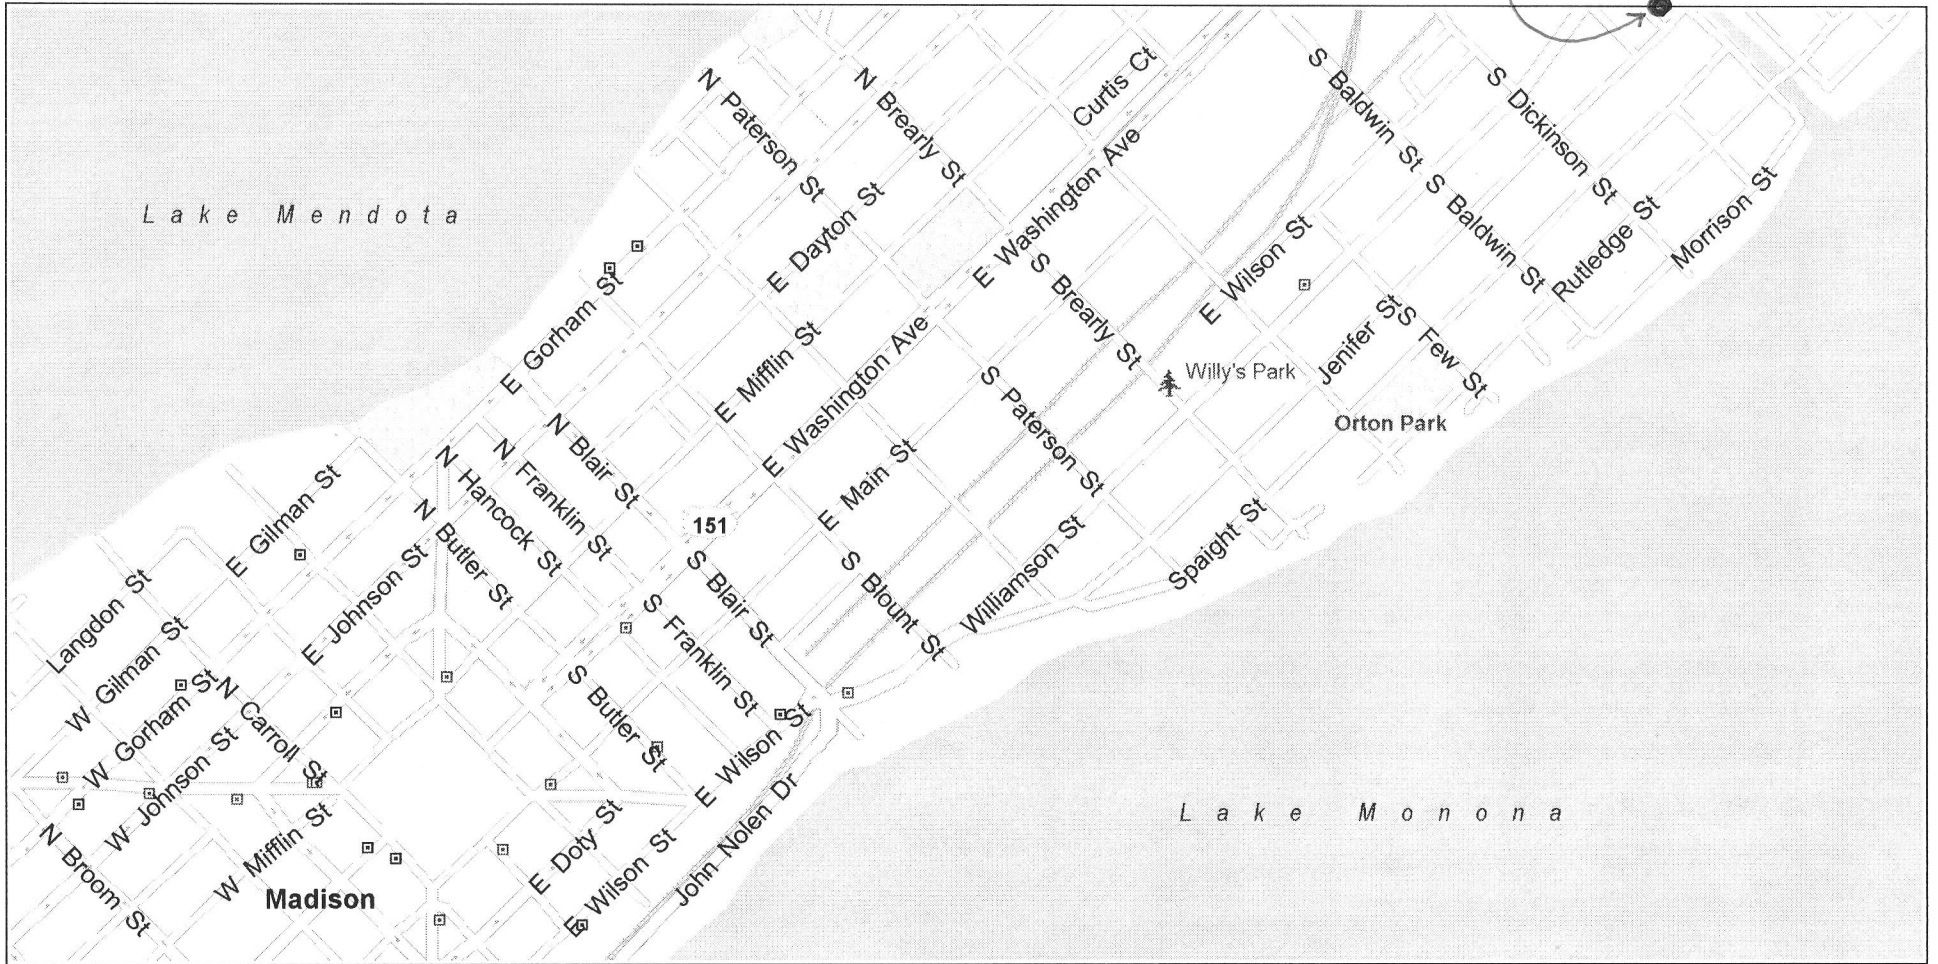 Curtis Ct
S Baldwin St
S Dickinson St
N Paterson St
N Brearly St
Lake Mendota
E Dayton St
E Washington Ave
S Baldwin St
Rutledge St
Morrison St
E Gorham St
E Mifflin St
E Washington Ave
S Brearly St
E Wilson St
Willy's Park
Jenifer St
S Few St
Orton Park
N Blair St
N Franklin St
N Hancock St
N Butler St
E Gilman St
E Johnson St
151
E Main St
S Paterson St
Williamson St
Spaight St
S Blount St
S Blair St
S Franklin St
S Butler St
Langdon St
W Gilman St
W Gorham St
N Carroll St
W Johnson St
W Mifflin St
N Broom St
Madison
E Wilson St
E Doty St
E Wilson St
John Nolen Dr
Lake Monona